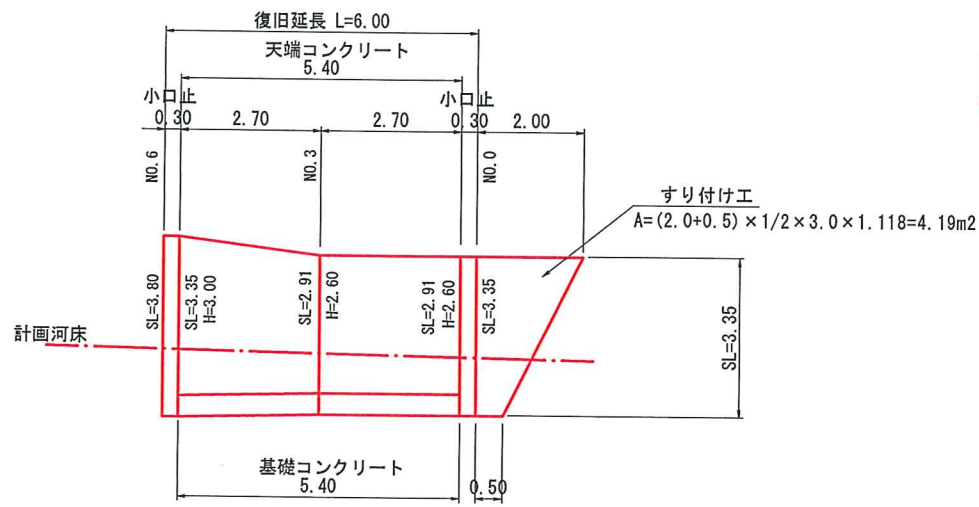 復旧延長 L=6.00
天端コンクリート
5.40
小口止
小口止
0.30
2.70
2.70
0.30
2.00
NO.6
NO.3
NO.0
すり付け工
A=(2.0+0.5)×1/2×3.0×1.118=4.19m2
SL=3.80
SL=3.35
H=3.00
SL=2.91
H=2.60
SL=2.91
H=2.60
SL=3.35
SL=3.35
計画河床
基礎コンクリート
5.40
0.50